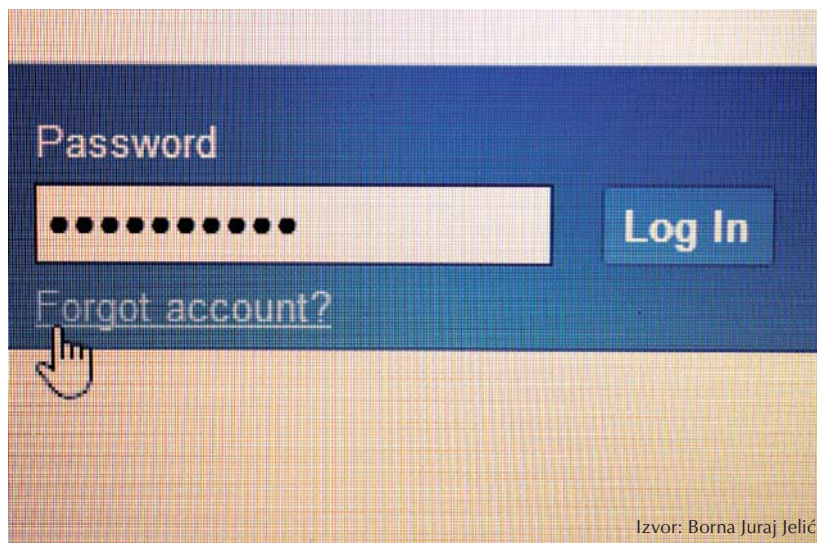 Password
••••••••••
Log In
Forgot account?
Izvor: Borna Juraj Jelić